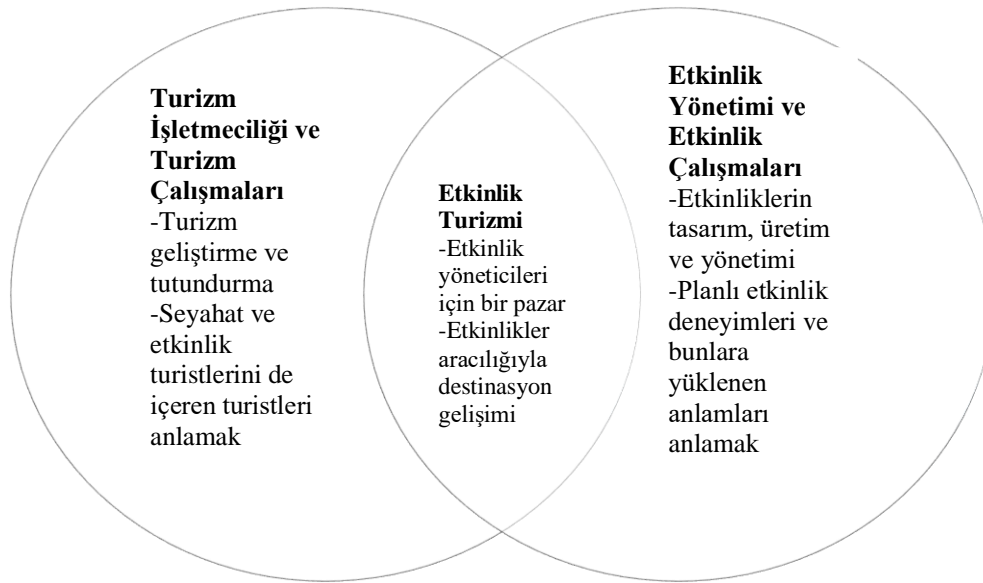 Turizm
İşletmeciliği ve
Turizm
Çalışmaları
-Turizm
geliştirme ve
tutundurma
-Seyahat ve
etkinlik
turistlerini de
içeren turistleri
anlamak
Etkinlik
Turizmi
-Etkinlik
yöneticileri
için bir pazar
-Etkinlikler
aracılığıyla
destinasyon
gelişimi
Etkinlik
Yönetimi ve
Etkinlik
Çalışmaları
-Etkinliklerin
tasarım, üretim
ve yönetimi
-Planlı etkinlik
deneyimleri ve
bunlara
yüklenen
anlamları
anlamak